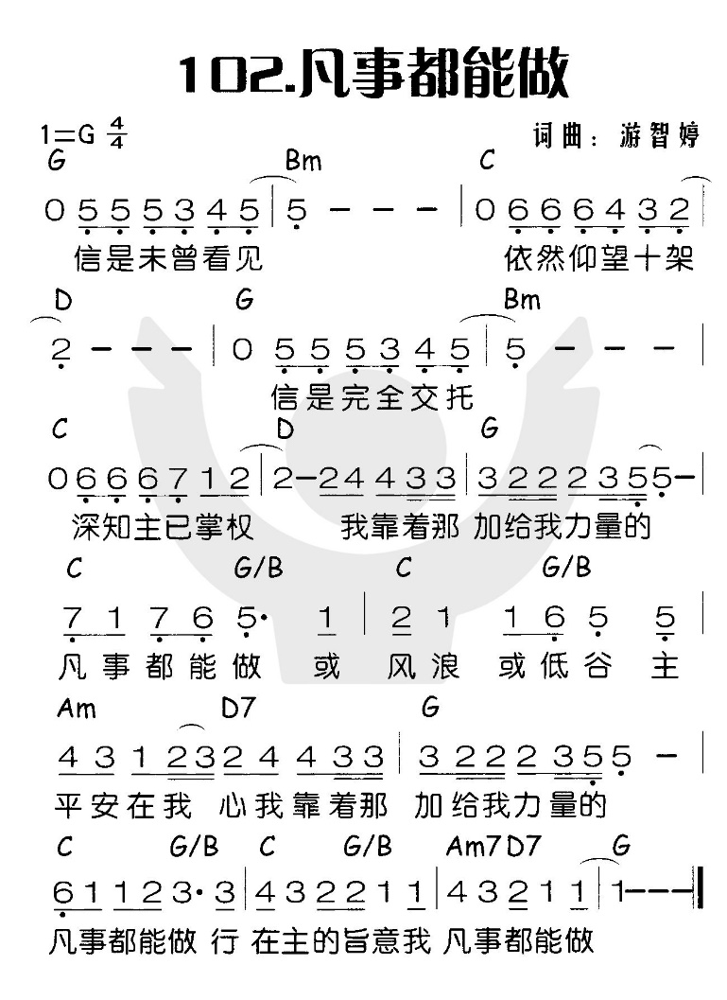 102.凡事都能做
1=G 4/4 词曲：游智婷
G Bm C
0 5 5 5 3 4 5 | 5 - - - | 0 6 6 6 4 3 2 |
信是未曾看见 依然仰望十架
D G Bm
2 - - - | 0 5 5 5 3 4 5 | 5 - - - |
信是完全交托
C D G
0 6 6 6 7 1 2 | 2 - 2 4 4 3 3 | 3 2 2 2 3 5 5 - |
深知主已掌权 我靠着那 加给我力量的
C G/B C G/B
7 1 7 6 5· 1 | 2 1 1 6 5 5 |
凡事都能做 或 风浪 或低谷 主
Am D7 G
4 3 1 2 3 2 4 4 3 3 | 3 2 2 2 3 5 5 - |
平安在我 心我靠着那 加给我力量的
C G/B C G/B Am7 D7 G
6 1 1 2 3· 3 | 4 3 2 2 1 1 | 4 3 2 1 1 | 1 - - - ‖
凡事都能做 行 在主的旨意我 凡事都能做